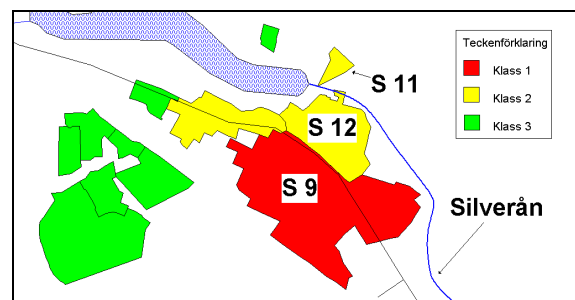 Teckenförklaring
Klass 1
Klass 2
Klass 3
S 11
S 12
S 9
Silverån